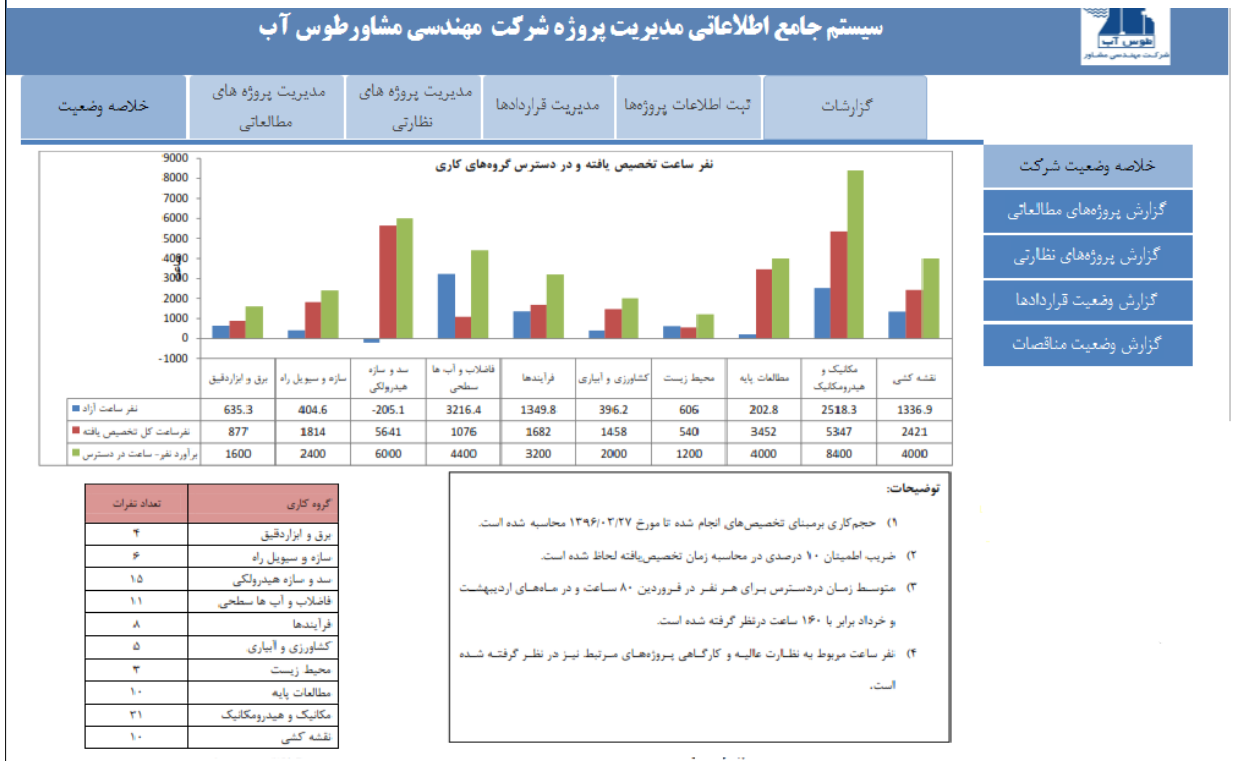 سیستم جامع اطلاعاتی مدیریت پروژه شرکت مهندسی مشاور طوس آب
طوس آب
شرکت مهندسی مشاور
گزارشات
ثبت اطلاعات پروژه‌ها
مدیریت قراردادها
مدیریت پروژه های
نظارتی
مدیریت پروژه های
مطالعاتی
خلاصه وضعیت
خلاصه وضعیت شرکت
گزارش پروژه‌های مطالعاتی
گزارش پروژه‌های نظارتی
گزارش وضعیت قراردادها
گزارش وضعیت مناقصات
نفر ساعت تخصیص یافته و در دسترس گروه‌های کاری
9000
8000
7000
6000
5000
4000
3000
2000
1000
0
-1000
ساعت
برق و ابزاردقیق
سازه و سیویل راه
سد و سازه
هیدرولکی
فاضلاب و آب ها
سطحی
فرآیندها
کشاورزی و آبیاری
محیط زیست
مطالعات پایه
مکانیک و
هیدرومکانیک
نقشه کشی
نفر ساعت آزاد 635.3 404.6 -205.1 3216.4 1349.8 396.2 606 202.8 2518.3 1336.9
نفرساعت کل تخصیص یافته 877 1814 5641 1076 1682 1458 540 3452 5347 2421
برآورد نفر- ساعت در دسترس 1600 2400 6000 4400 3200 2000 1200 4000 8400 4000
توضیحات:
۱) حجم‌کاری برمبنای تخصیص‌های انجام شده تا مورخ ۱۳۹۶/۰۲/۲۷ محاسبه شده است.
۲) ضریب اطمینان ۱۰ درصدی در محاسبه زمان تخصیص‌یافته لحاظ شده است.
۳) متوسط زمان دردسترس برای هر نفر در فروردین ۸۰ ساعت و در ماه‌های اردیبهشت
و خرداد برابر با ۱۶۰ ساعت درنظر گرفته شده است.
۴) نفر ساعت مربوط به نظارت عالیه و کارگاهی پروژه‌های مرتبط نیز در نظر گرفته شده
است.
گروه کاری تعداد نفرات
برق و ابزاردقیق ۴
سازه و سیویل راه ۶
سد و سازه هیدرولکی ۱۵
فاضلاب و آب ها سطحی ۱۱
فرآیندها ۸
کشاورزی و آبیاری ۵
محیط زیست ۳
مطالعات پایه ۱۰
مکانیک و هیدرومکانیک ۲۱
نقشه کشی ۱۰